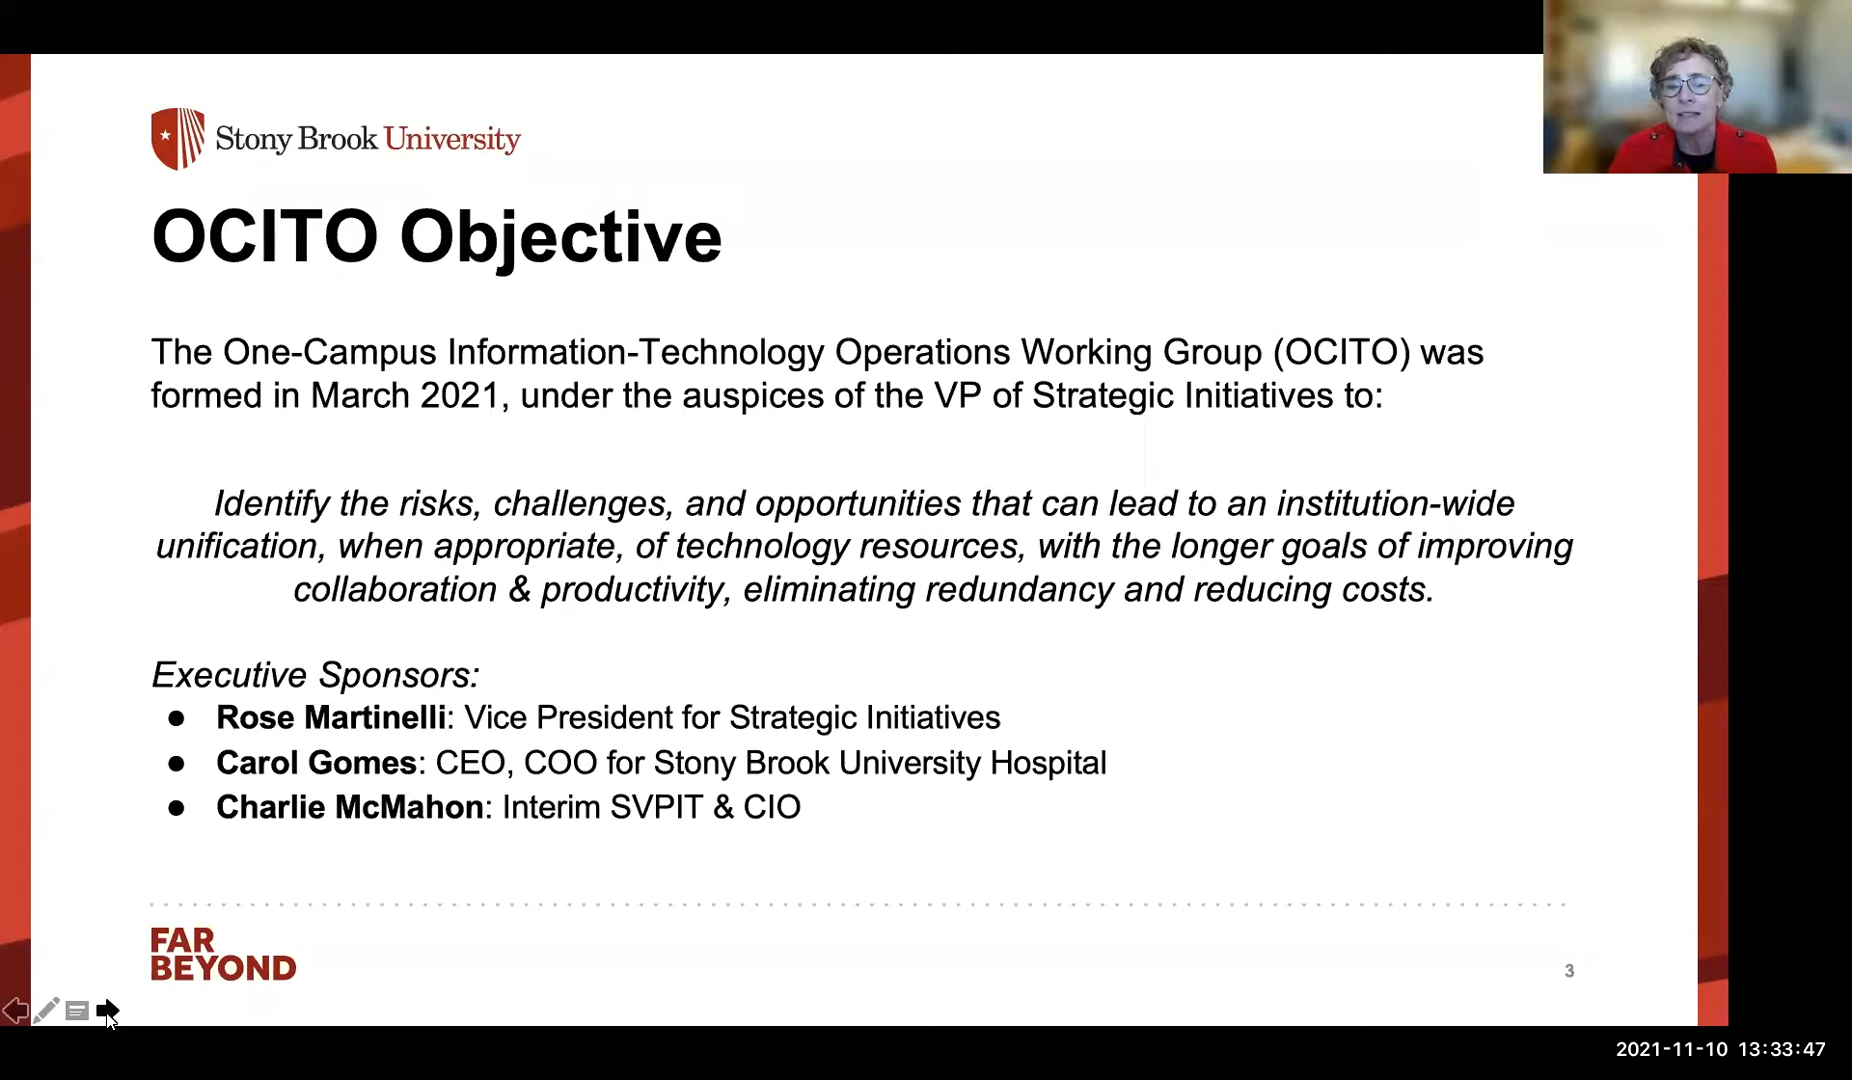 Stony Brook University
OCITO Objective
The One-Campus Information-Technology Operations Working Group (OCITO) was
formed in March 2021, under the auspices of the VP of Strategic Initiatives to:
Identify the risks, challenges, and opportunities that can lead to an institution-wide
unification, when appropriate, of technology resources, with the longer goals of improving
collaboration & productivity, eliminating redundancy and reducing costs.
Executive Sponsors:
● Rose Martinelli: Vice President for Strategic Initiatives
● Carol Gomes: CEO, COO for Stony Brook University Hospital
● Charlie McMahon: Interim SVPIT & CIO
FAR
BEYOND
3
2021-11-10 13:33:47